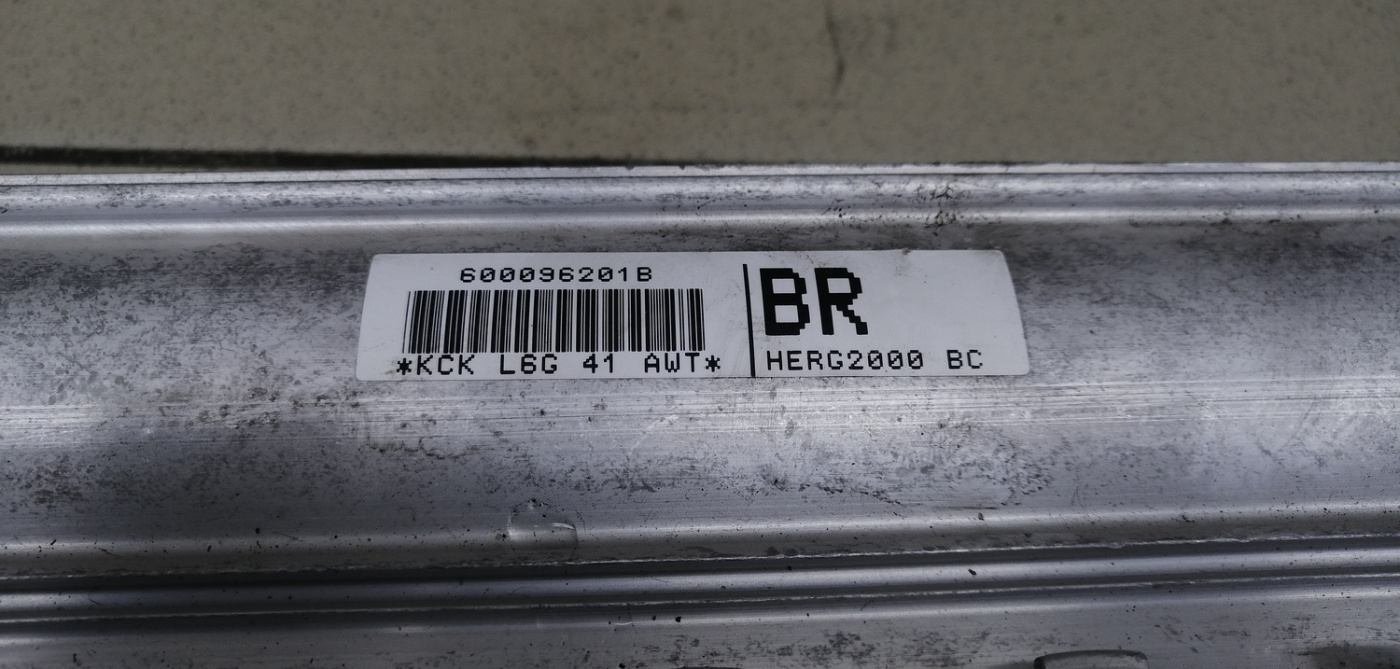 600096201B
*KCK L6G 41 AWT*
BR
HERG2000 BC